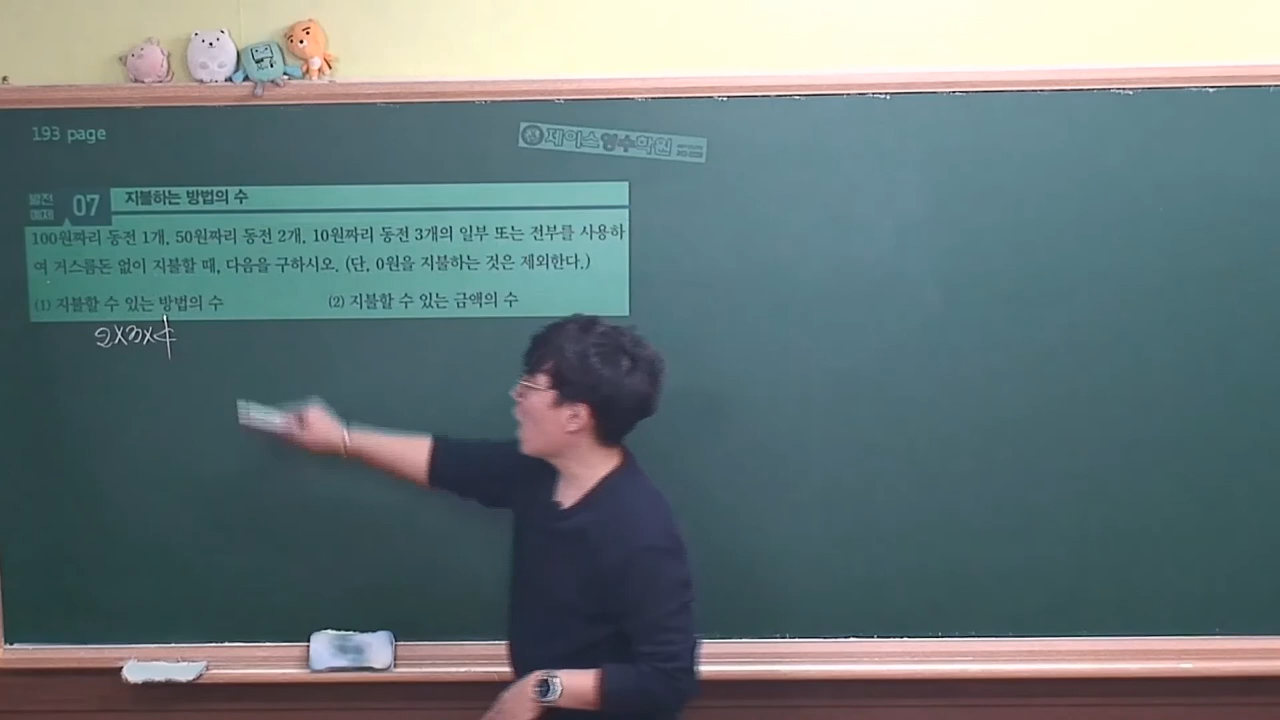 193 page
제이스영수학원
발전
예제 07 지불하는 방법의 수
100원짜리 동전 1개, 50원짜리 동전 2개, 10원짜리 동전 3개의 일부 또는 전부를 사용하
여 거스름돈 없이 지불할 때, 다음을 구하시오. (단, 0원을 지불하는 것은 제외한다.)
(1) 지불할 수 있는 방법의 수 (2) 지불할 수 있는 금액의 수
2×3×4